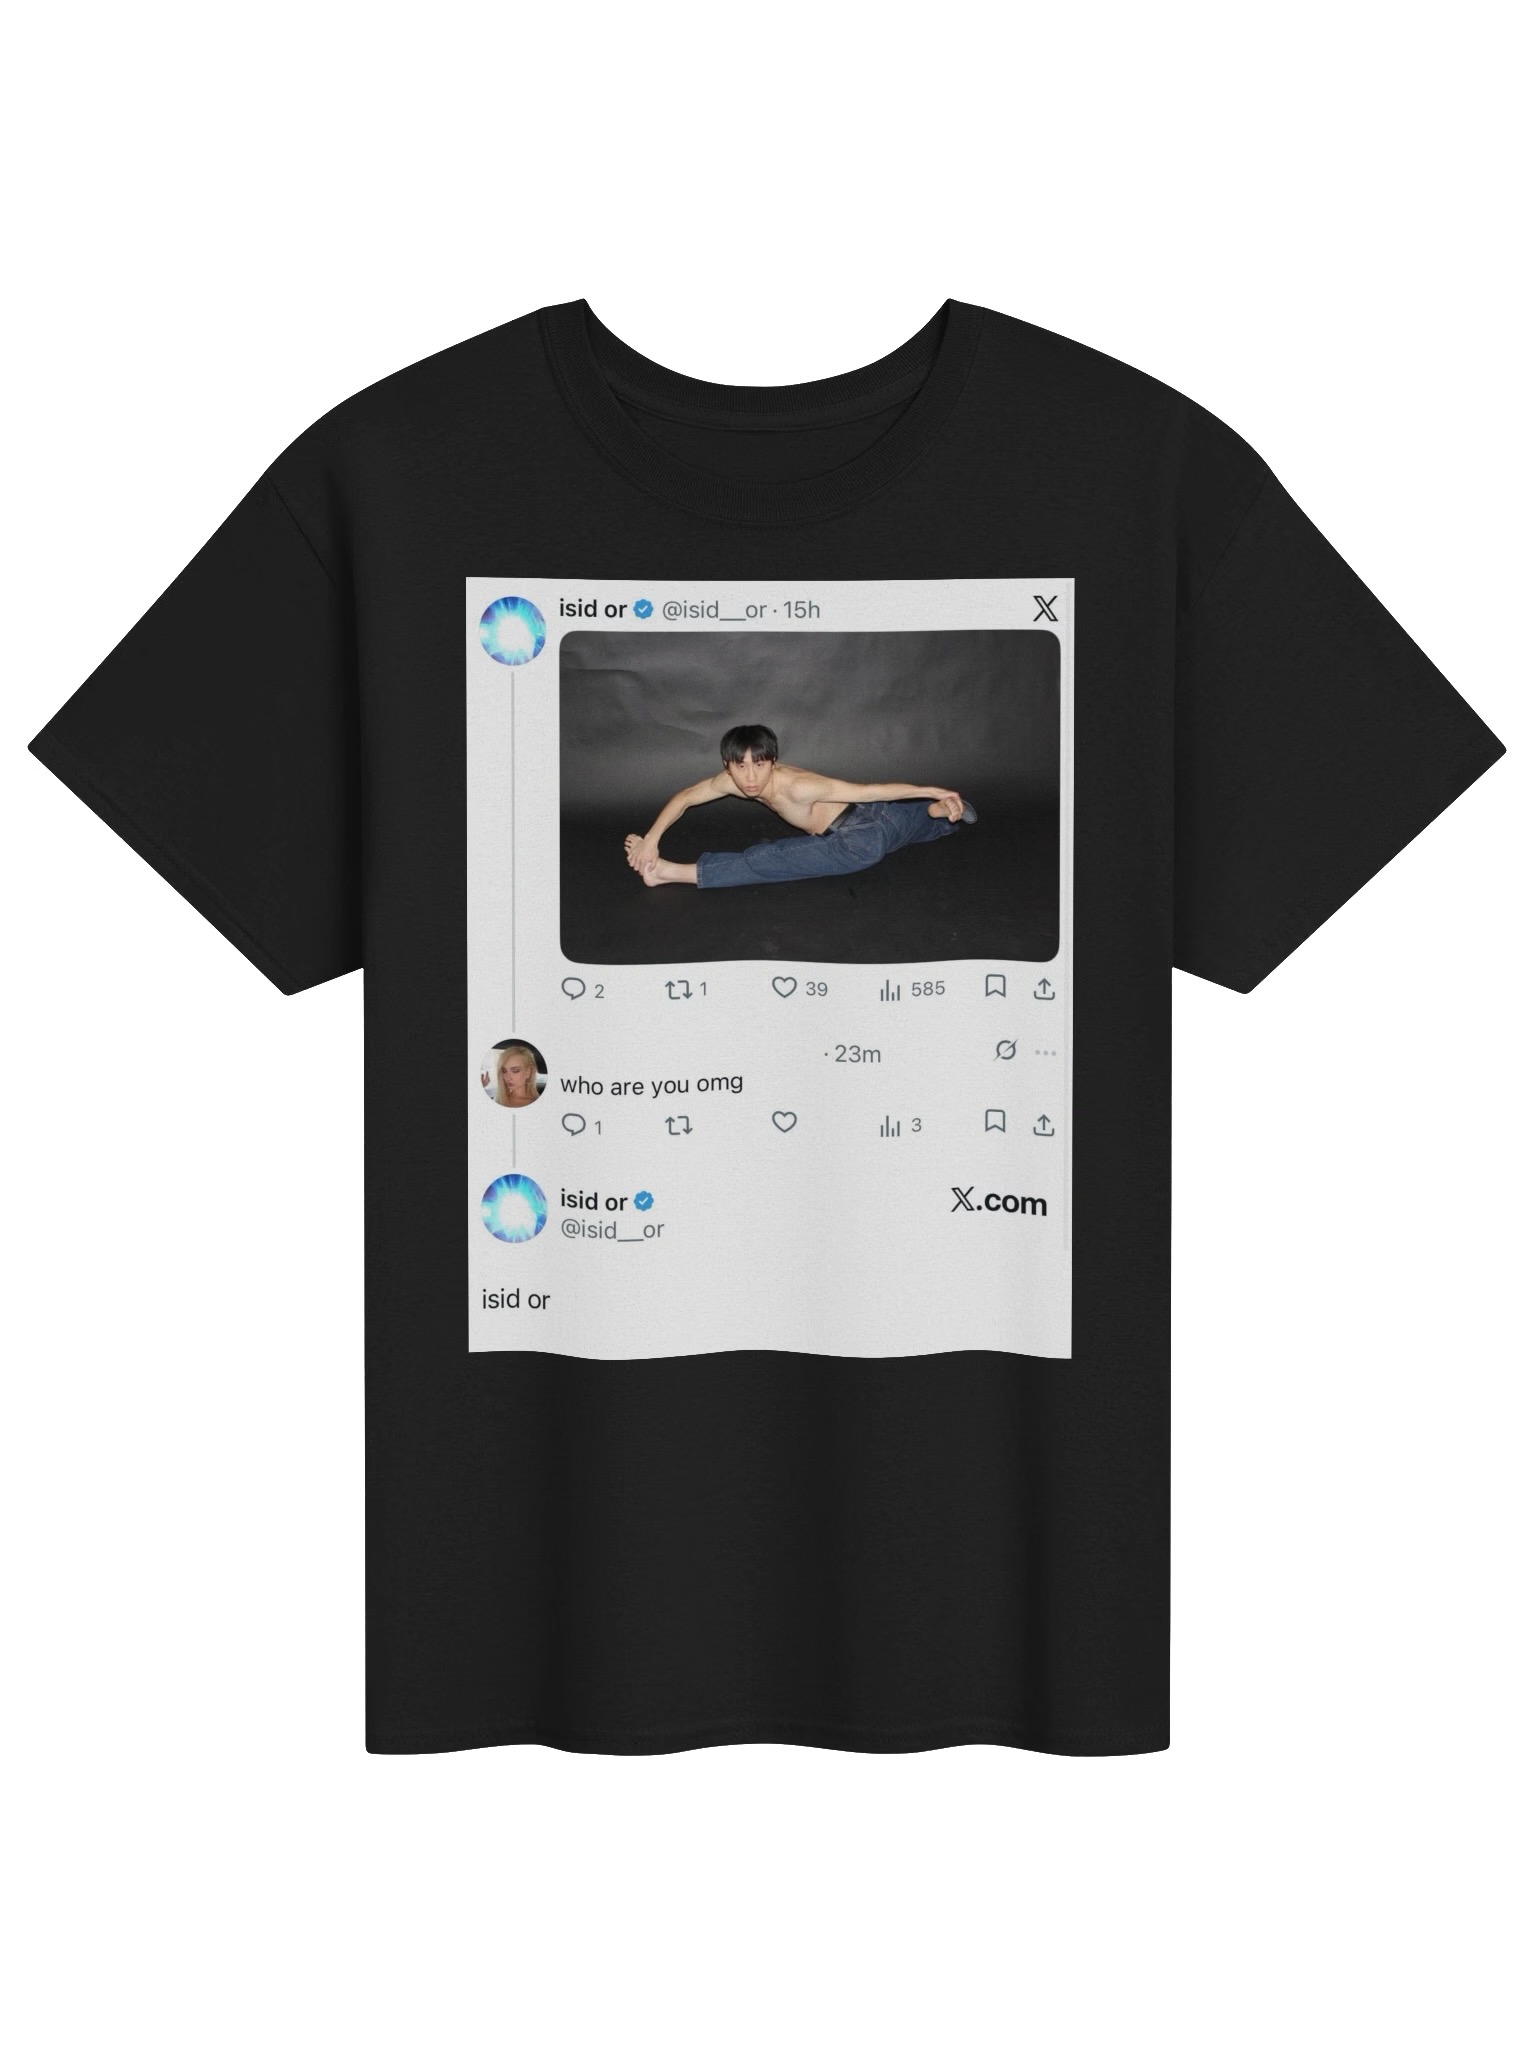 isid or @isid__or · 15h
2 1 39 585
· 23m
who are you omg
1 3
isid or
X.com
@isid__or
isid or